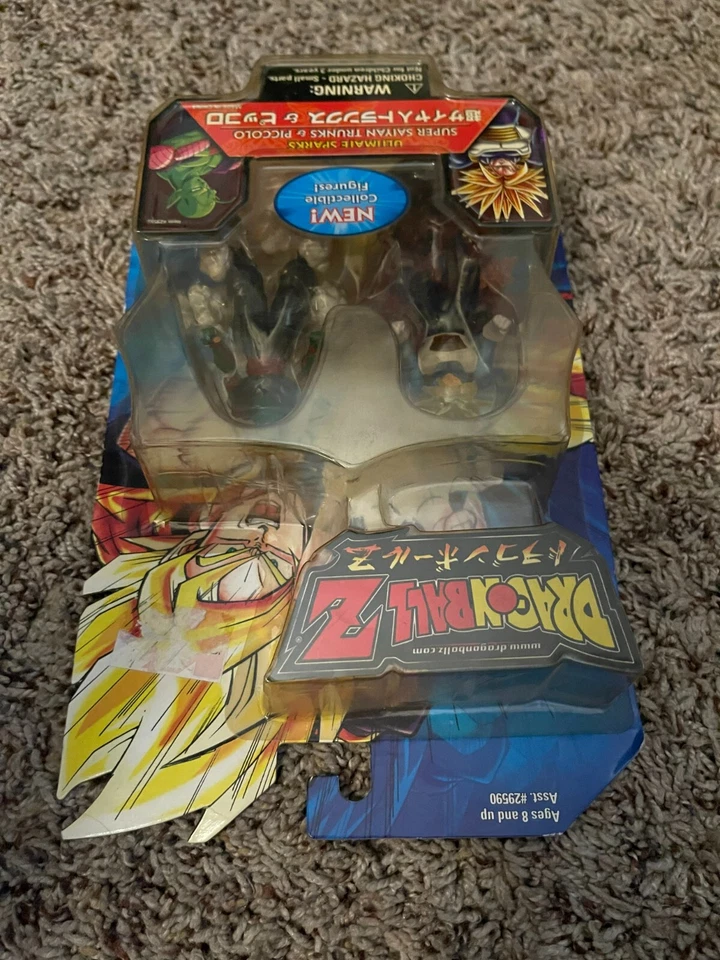 Ages 8 and up
Asst. #29590
www.dragonballz.com
DRAGONBALL Z
ドラゴンボールZ
NEW!
Collectible
Figures!
ULTIMATE SPARKS
SUPER SAIYAN TRUNKS & PICCOLO
超サイヤ人トランクス & ピッコロ
WARNING:
CHOKING HAZARD - Small parts.
Not for Children under 3 years.